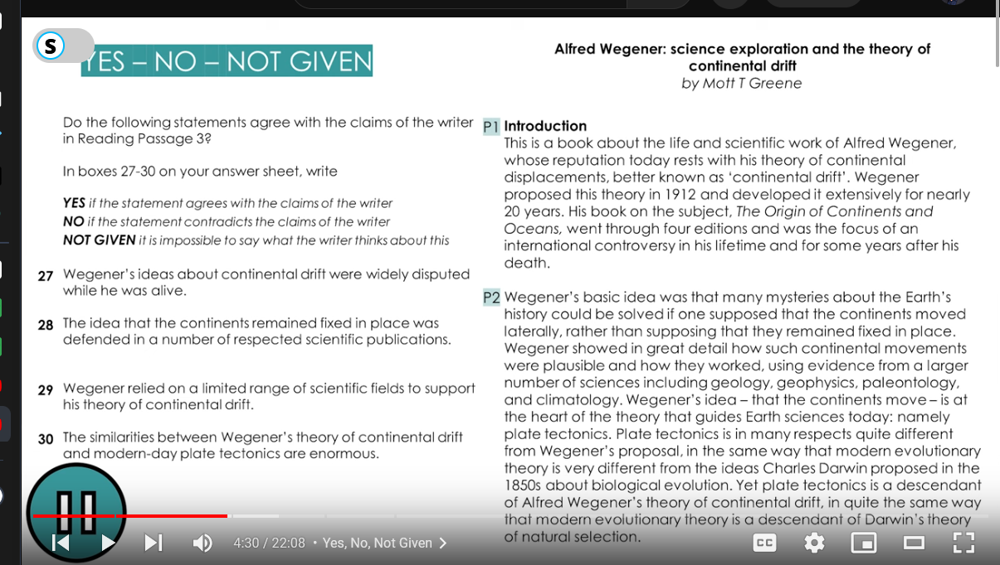 S
YES – NO – NOT GIVEN
Do the following statements agree with the claims of the writer
in Reading Passage 3?
In boxes 27-30 on your answer sheet, write
YES if the statement agrees with the claims of the writer
NO if the statement contradicts the claims of the writer
NOT GIVEN it is impossible to say what the writer thinks about this
27 Wegener's ideas about continental drift were widely disputed
while he was alive.
28 The idea that the continents remained fixed in place was
defended in a number of respected scientific publications.
29 Wegener relied on a limited range of scientific fields to support
his theory of continental drift.
30 The similarities between Wegener's theory of continental drift
and modern-day plate tectonics are enormous.
Alfred Wegener: science exploration and the theory of
continental drift
by Mott T Greene
P1 Introduction
This is a book about the life and scientific work of Alfred Wegener,
whose reputation today rests with his theory of continental
displacements, better known as 'continental drift'. Wegener
proposed this theory in 1912 and developed it extensively for nearly
20 years. His book on the subject, The Origin of Continents and
Oceans, went through four editions and was the focus of an
international controversy in his lifetime and for some years after his
death.
P2 Wegener's basic idea was that many mysteries about the Earth's
history could be solved if one supposed that the continents moved
laterally, rather than supposing that they remained fixed in place.
Wegener showed in great detail how such continental movements
were plausible and how they worked, using evidence from a larger
number of sciences including geology, geophysics, paleontology,
and climatology. Wegener's idea – that the continents move – is at
the heart of the theory that guides Earth sciences today: namely
plate tectonics. Plate tectonics is in many respects quite different
from Wegener's proposal, in the same way that modern evolutionary
theory is very different from the ideas Charles Darwin proposed in the
1850s about biological evolution. Yet plate tectonics is a descendant
of Alfred Wegener's theory of continental drift, in quite the same way
that modern evolutionary theory is a descendant of Darwin's theory
of natural selection.
4:30 / 22:08 • Yes, No, Not Given
CC